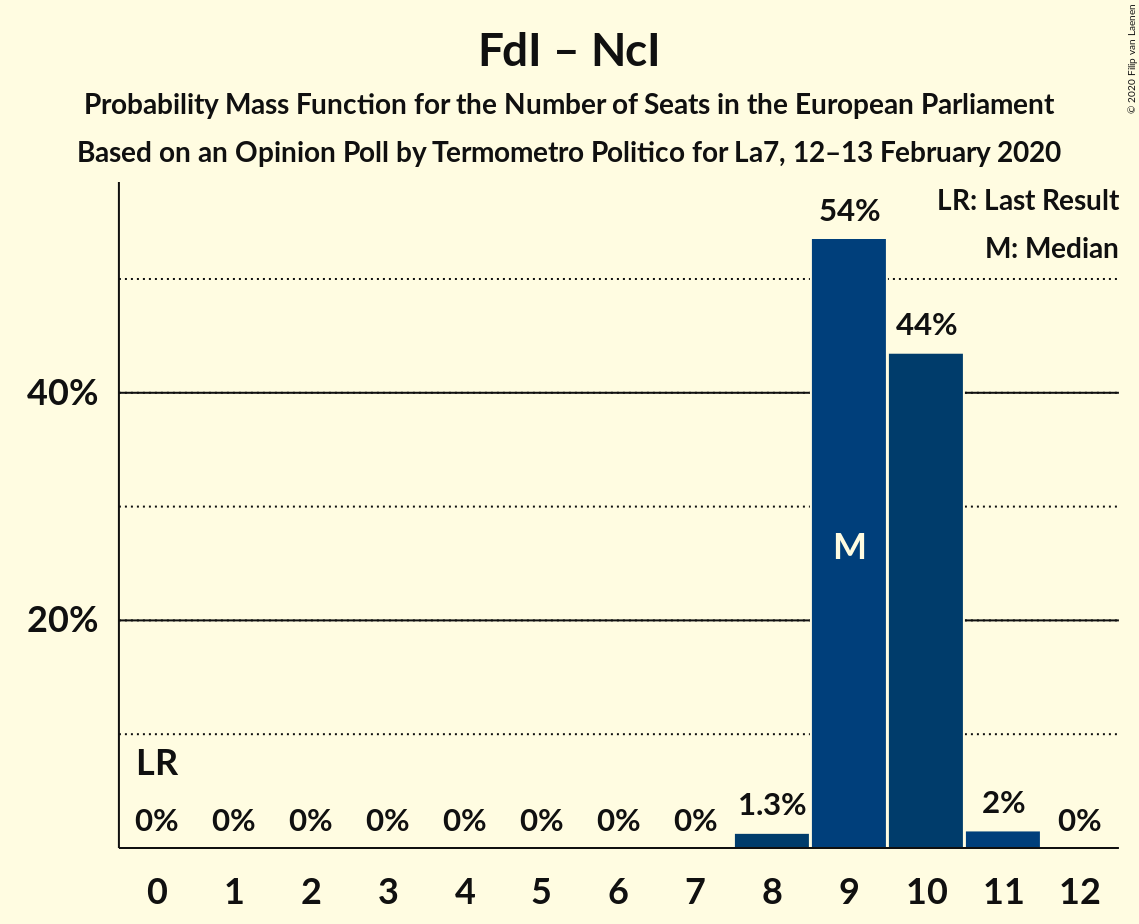 FdI – NcI
Probability Mass Function for the Number of Seats in the European Parliament
Based on an Opinion Poll by Termometro Politico for La7, 12–13 February 2020
© 2020 Filip van Laenen
LR: Last Result
M: Median
54%
44%
40%
M
20%
LR
0% 0% 0% 0% 0% 0% 0% 0% 1.3% 2% 0%
0 1 2 3 4 5 6 7 8 9 10 11 12